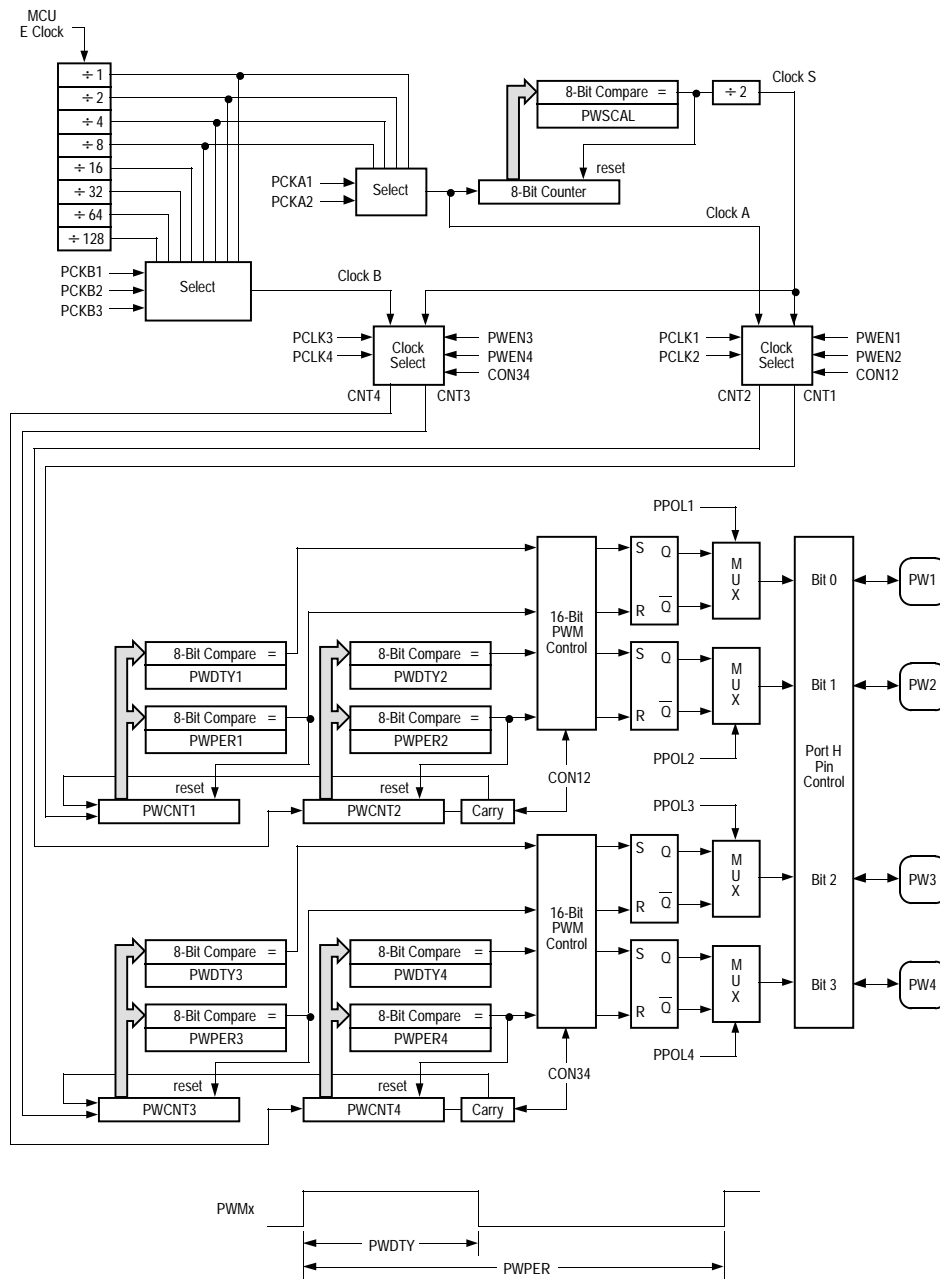 MCU
E Clock
÷ 1
÷ 2
÷ 4
÷ 8
÷ 16
÷ 32
÷ 64
÷ 128
8-Bit Compare =
PWSCAL
÷ 2
Clock S
reset
8-Bit Counter
PCKA1
PCKA2
Select
Clock A
PCKB1
PCKB2
PCKB3
Select
Clock B
PCLK3
PCLK4
Clock
Select
PWEN3
PWEN4
CON34
CNT4
CNT3
PCLK1
PCLK2
Clock
Select
PWEN1
PWEN2
CON12
CNT2
CNT1
PPOL1
S Q
R Q
MUX
Bit 0
PW1
16-Bit
PWM
Control
8-Bit Compare =
PWDTY1
8-Bit Compare =
PWDTY2
S Q
R Q
MUX
Bit 1
PW2
8-Bit Compare =
PWPER1
8-Bit Compare =
PWPER2
PPOL2
CON12
Port H
Pin
Control
reset
PWCNT1
reset
PWCNT2
Carry
PPOL3
S Q
R Q
MUX
Bit 2
PW3
16-Bit
PWM
Control
8-Bit Compare =
PWDTY3
8-Bit Compare =
PWDTY4
S Q
R Q
MUX
Bit 3
PW4
8-Bit Compare =
PWPER3
8-Bit Compare =
PWPER4
PPOL4
CON34
reset
PWCNT3
reset
PWCNT4
Carry
PWMx
PWDTY
PWPER